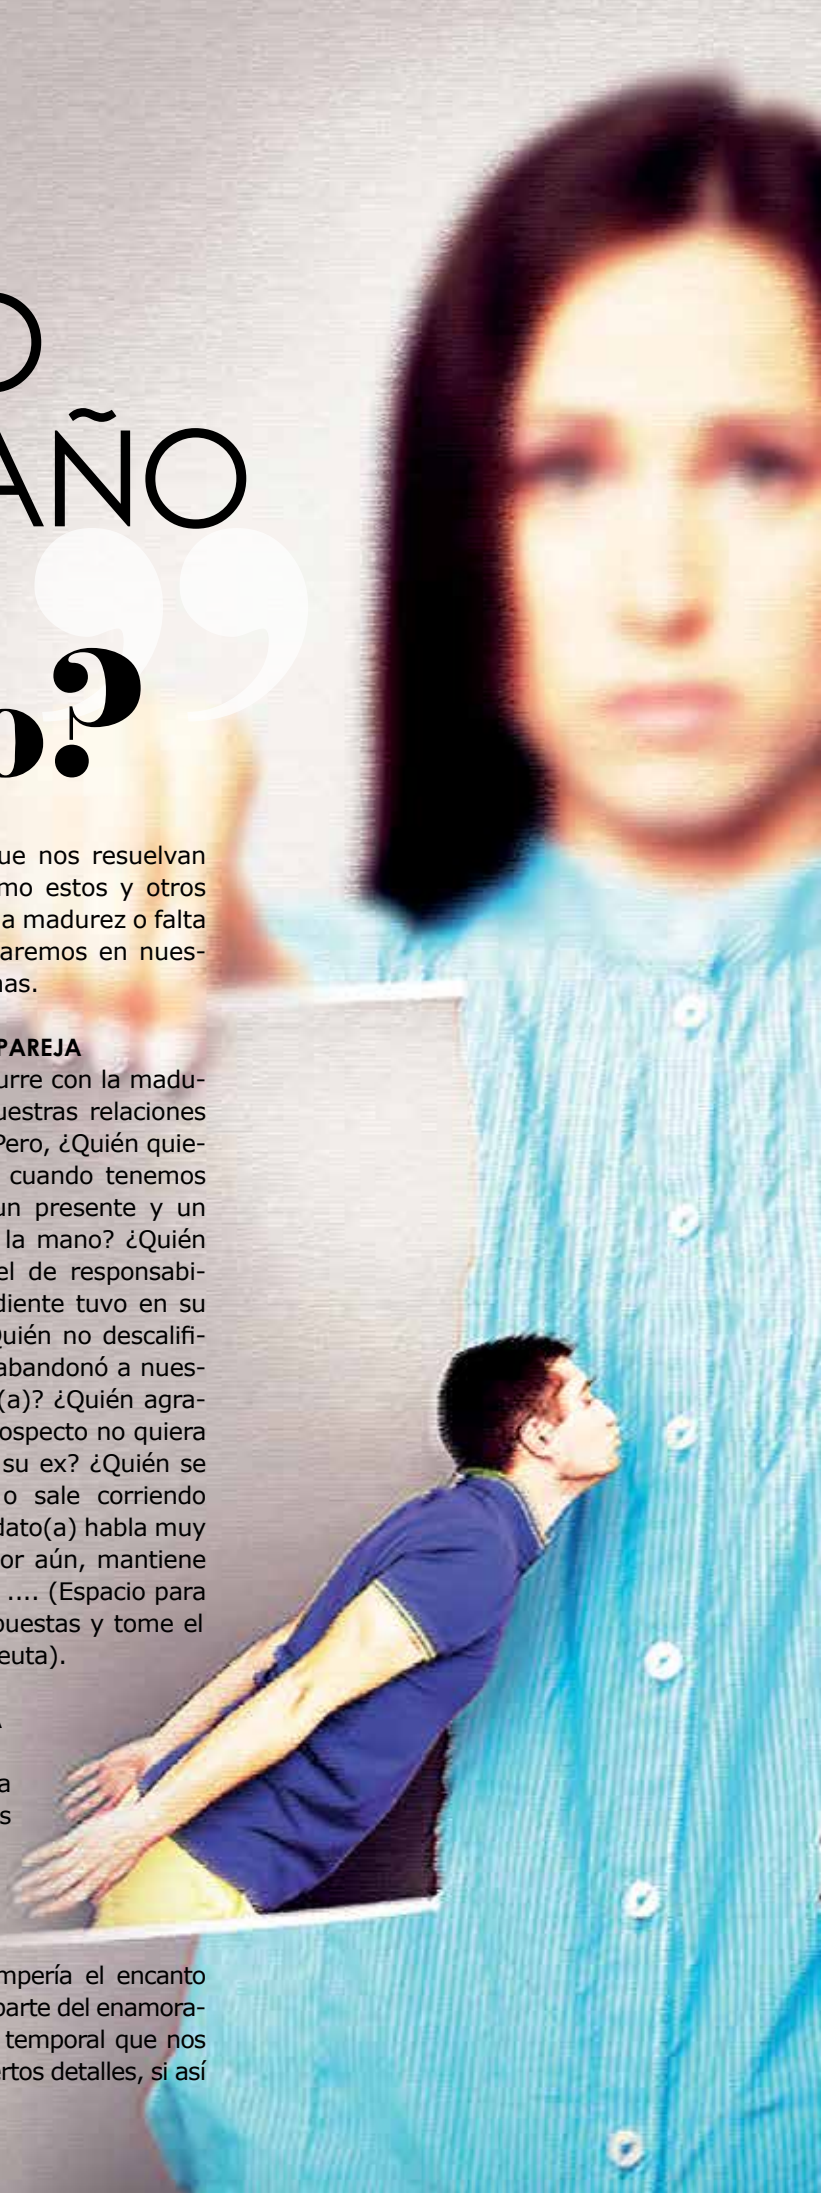 O
AÑO
”
o?
ue nos resuelvan
mo estos y otros
a madurez o falta
aremos en nues-
nas.
PAREJA
urre con la madu-
uestras relaciones
Pero, ¿Quién quie-
cuando tenemos
un presente y un
la mano? ¿Quién
el de responsabi-
diente tuvo en su
Quién no descalifi-
abandonó a nues-
(a)? ¿Quién agra-
ospecto no quiera
su ex? ¿Quién se
o sale corriendo
dato(a) habla muy
or aún, mantiene
.... (Espacio para
puestas y tome el
euta).
A
a
s
mpería el encanto
parte del enamora-
temporal que nos
rtos detalles, si así